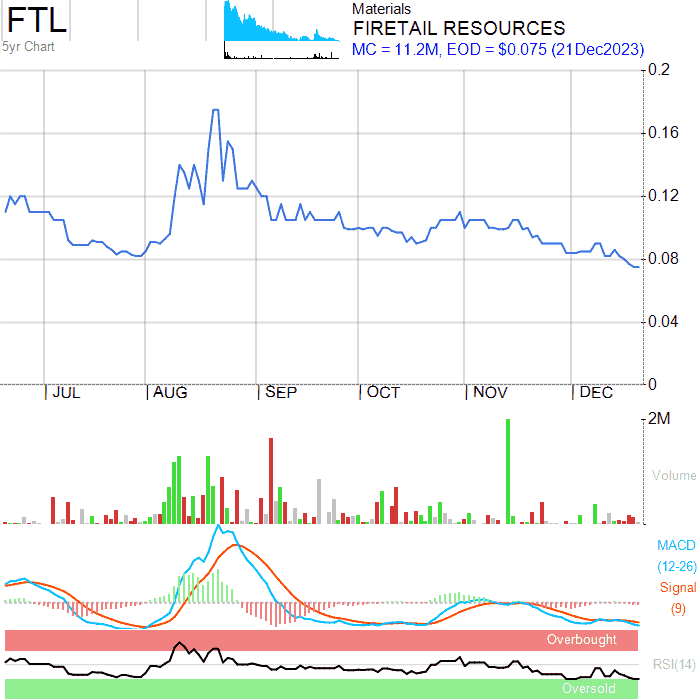 FTL
5yr Chart
Materials
FIRETAIL RESOURCES
MC = 11.2M, EOD = $0.075 (21Dec2023)
0.2
0.16
0.12
0.08
0.04
0
JUL AUG SEP OCT NOV DEC
2M
Volume
MACD
(12-26)
Signal
(9)
Overbought
RSI(14)
Oversold